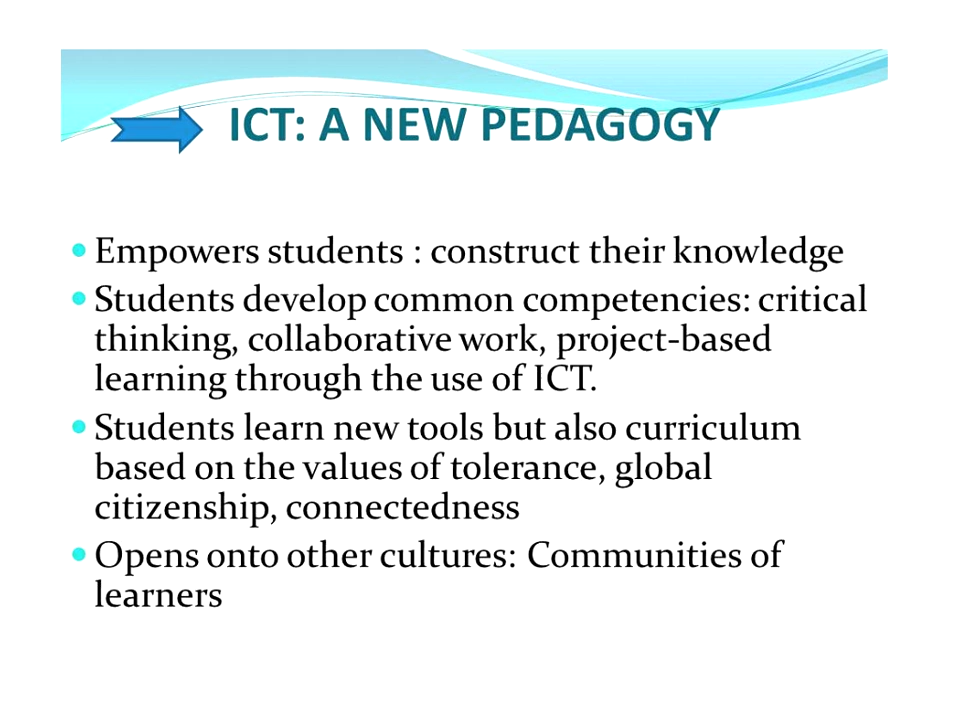 ICT: A NEW PEDAGOGY
Empowers students : construct their knowledge
Students develop common competencies: critical
thinking, collaborative work, project-based
learning through the use of ICT.
Students learn new tools but also curriculum
based on the values of tolerance, global
citizenship, connectedness
Opens onto other cultures: Communities of
learners